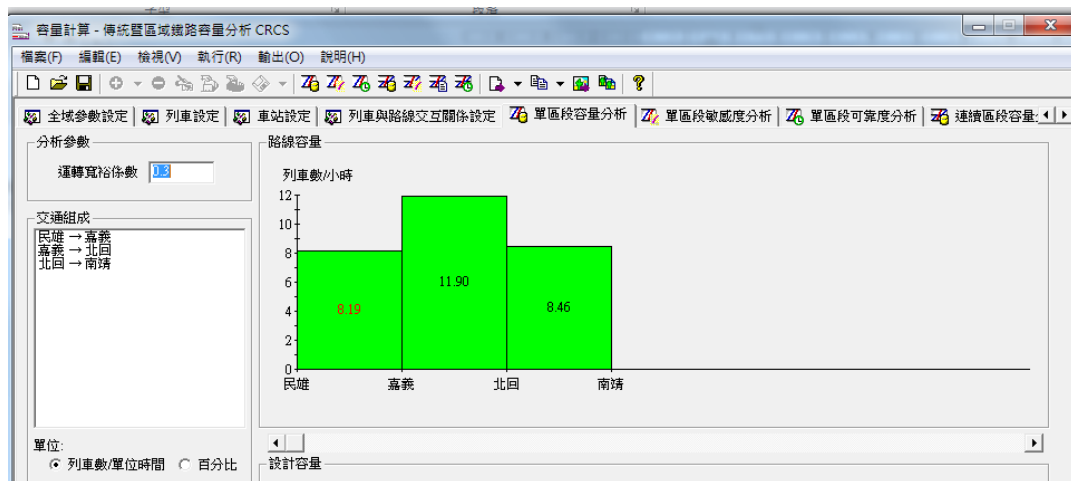 容量計算 - 傳統暨區域鐵路容量分析 CRCS
檔案(F) 編輯(E) 檢視(V) 執行(R) 輸出(O) 說明(H)
全域參數設定 列車設定 車站設定 列車與路線交互關係設定 單區段容量分析 單區段敏感度分析 單區段可靠度分析 連續區段容量
分析參數
運轉寬裕係數 0.3
交通組成
民雄 → 嘉義
嘉義 → 北回
北回 → 南靖
單位:
列車數/單位時間 百分比
路線容量
列車數/小時
12
10
8
6
4
2
0
8.19
11.90
8.46
民雄 嘉義 北回 南靖
設計容量